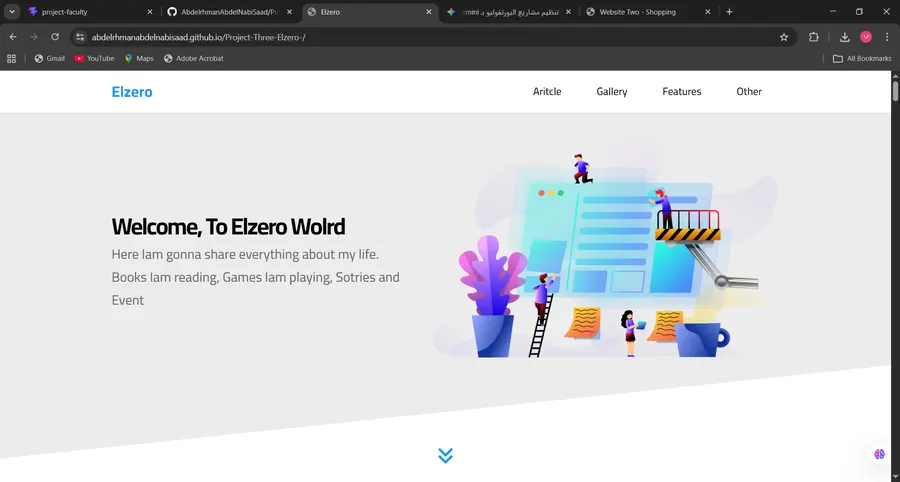 project-faculty
AbdelrhmanAbdelNabiSaad/Pr
Elzero
تنظيم مشاريع البورتفوليو بـ emini
Website Two - Shopping
abdelrhmanabdelnabisaad.github.io/Project-Three-Elzero-/
Gmail
YouTube
Maps
Adobe Acrobat
All Bookmarks
Elzero
Aritcle
Gallery
Features
Other
Welcome, To Elzero Wolrd
Here Iam gonna share everything about my life.
Books Iam reading, Games Iam playing, Sotries and
Event